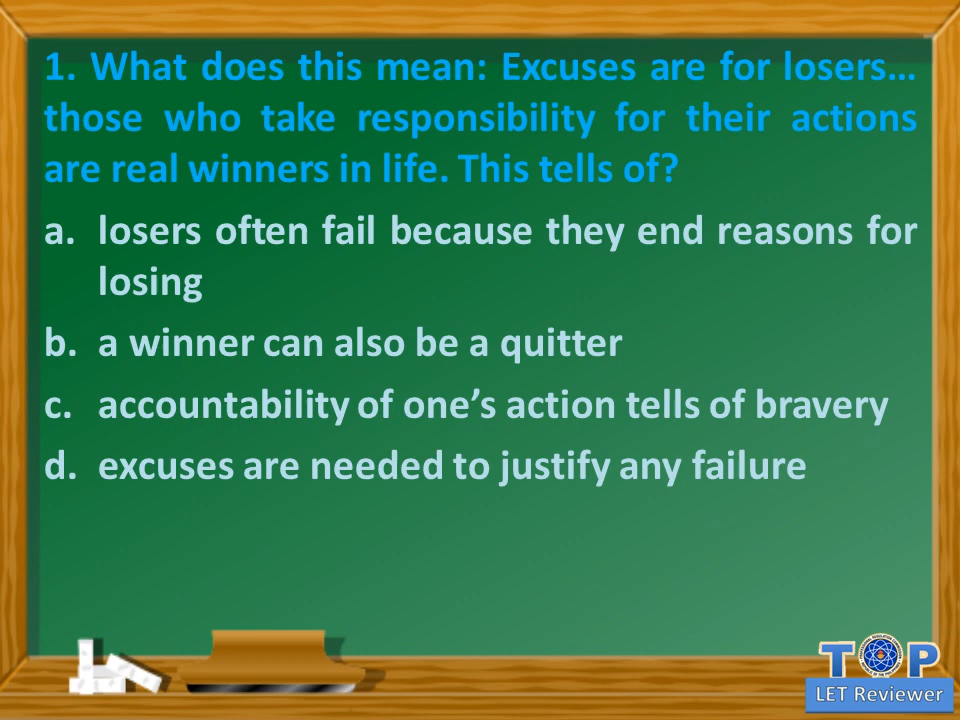 1. What does this mean: Excuses are for losers...
those who take responsibility for their actions
are real winners in life. This tells of?
a. losers often fail because they end reasons for
losing
b. a winner can also be a quitter
c. accountability of one's action tells of bravery
d. excuses are needed to justify any failure
TOP
LET Reviewer